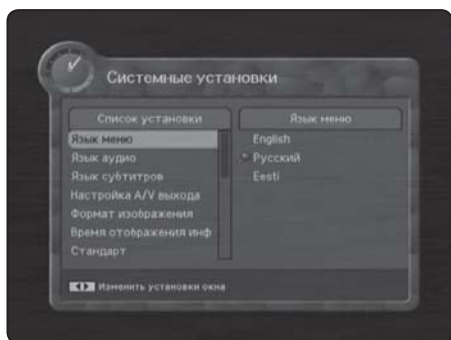 Системные установки
Список установки
Язык меню
Язык аудио
Язык субтитров
Настройка A/V выхода
Формат изображения
Время отображения инф
Стандарт
Язык меню
English
Русский
Eesti
Изменить установки окна